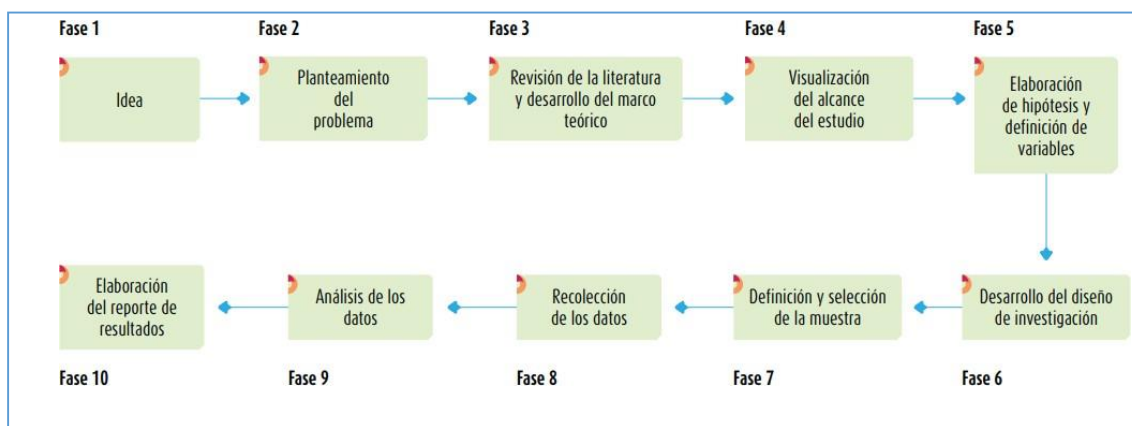 Fase 1
Idea
Fase 2
Planteamiento
del
problema
Fase 3
Revisión de la literatura
y desarrollo del marco
teórico
Fase 4
Visualización
del alcance
del estudio
Fase 5
Elaboración
de hipótesis y
definición de
variables
Desarrollo del diseño
de investigación
Fase 6
Definición y selección
de la muestra
Fase 7
Recolección
de los datos
Fase 8
Análisis de los
datos
Fase 9
Elaboración
del reporte de
resultados
Fase 10